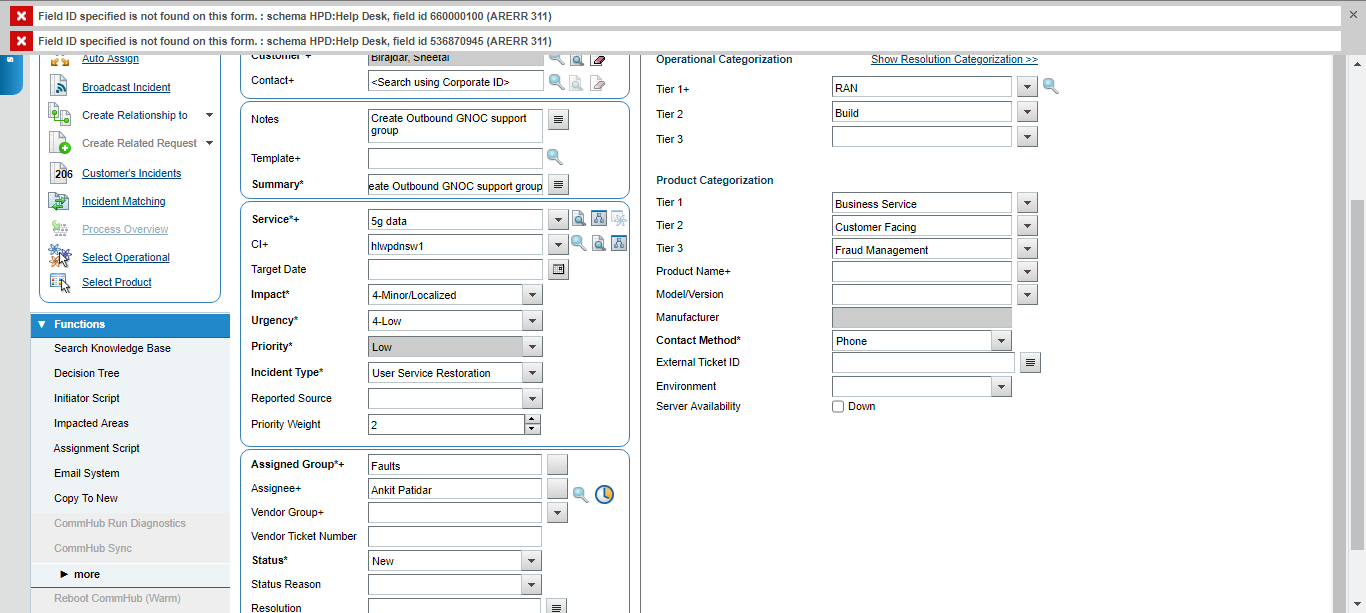 Field ID specified is not found on this form. : schema HPD:Help Desk, field id 660000100 (ARERR 311)
Field ID specified is not found on this form. : schema HPD:Help Desk, field id 536870945 (ARERR 311)
Auto Assign
Broadcast Incident
Create Relationship to
Create Related Request
206 Customer's Incidents
Incident Matching
Process Overview
Select Operational
Select Product
Functions
Search Knowledge Base
Decision Tree
Initiator Script
Impacted Areas
Assignment Script
Email System
Copy To New
CommHub Run Diagnostics
CommHub Sync
more
Reboot CommHub (Warm)
Customer*+ Birajdar, Sheetal
Contact+ <Search using Corporate ID>
Notes Create Outbound GNOC support
group
Template+
Summary* eate Outbound GNOC support group
Service*+ 5g data
CI+ hlwpdnsw1
Target Date
Impact* 4-Minor/Localized
Urgency* 4-Low
Priority* Low
Incident Type* User Service Restoration
Reported Source
Priority Weight 2
Assigned Group*+ Faults
Assignee+ Ankit Patidar
Vendor Group+
Vendor Ticket Number
Status* New
Status Reason
Resolution
Operational Categorization Show Resolution Categorization >>
Tier 1+ RAN
Tier 2 Build
Tier 3
Product Categorization
Tier 1 Business Service
Tier 2 Customer Facing
Tier 3 Fraud Management
Product Name+
Model/Version
Manufacturer
Contact Method* Phone
External Ticket ID
Environment
Server Availability Down